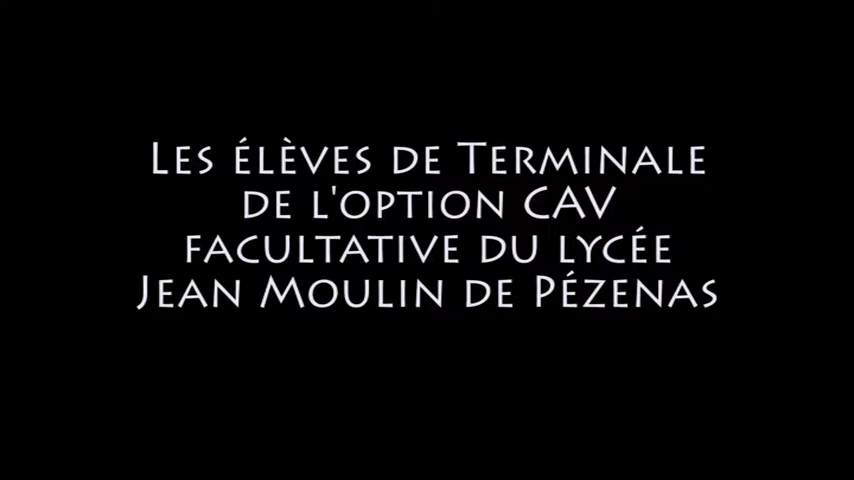 Les élèves de Terminale
de l'option CAV
facultative du lycée
Jean Moulin de Pézenas